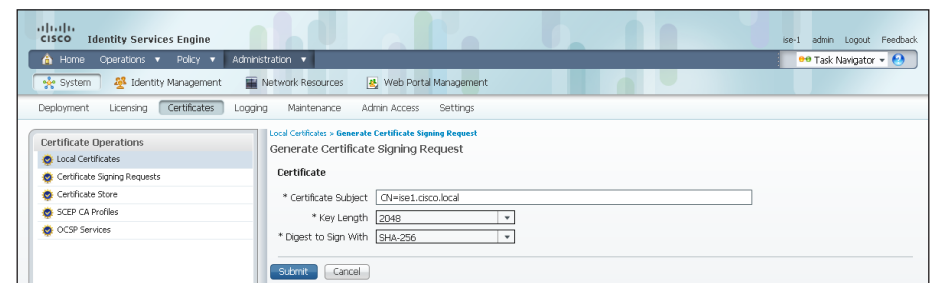 CISCO Identity Services Engine
ise-1 admin Logout Feedback
Home Operations Policy Administration
Task Navigator ?
System Identity Management Network Resources Web Portal Management
Deployment Licensing Certificates Logging Maintenance Admin Access Settings
Certificate Operations
Local Certificates
Certificate Signing Requests
Certificate Store
SCEP CA Profiles
OCSP Services
Local Certificates > Generate Certificate Signing Request
Generate Certificate Signing Request
Certificate
* Certificate Subject CN=ise1.cisco.local
* Key Length 2048
* Digest to Sign With SHA-256
Submit Cancel